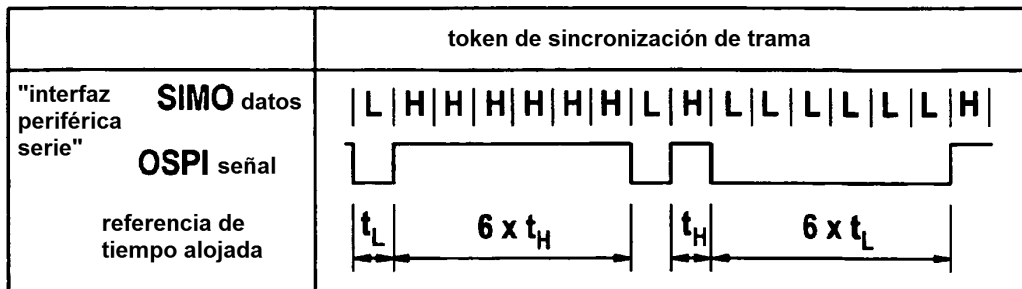 token de sincronización de trama
"interfaz periférica serie"
SIMO datos
|L|H|H|H|H|H|H|L|H|L|L|L|L|L|L|H|
OSPI señal
referencia de
tiempo alojada
tL 6 x tH tH 6 x tL